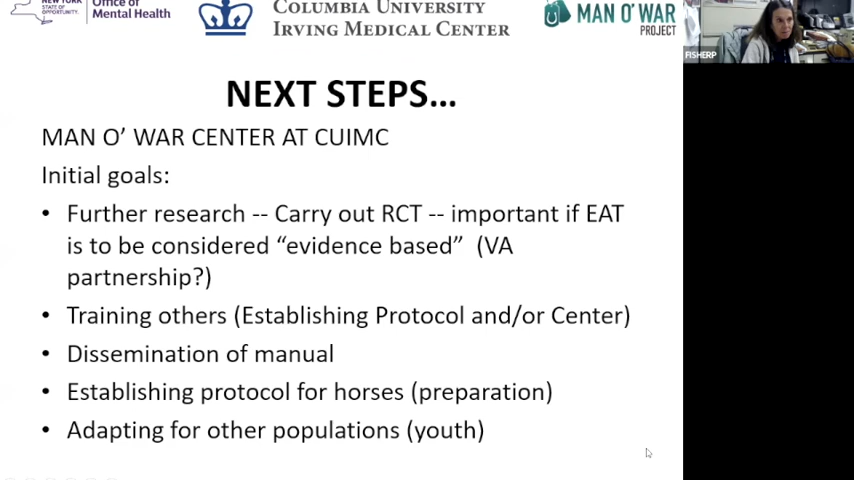 NEW YORK
STATE OF
OPPORTUNITY.
Office of
Mental Health
COLUMBIA UNIVERSITY
IRVING MEDICAL CENTER
MAN O' WAR
PROJECT
FISHERP
NEXT STEPS...
MAN O' WAR CENTER AT CUIMC
Initial goals:
• Further research -- Carry out RCT -- important if EAT
is to be considered “evidence based” (VA
partnership?)
• Training others (Establishing Protocol and/or Center)
• Dissemination of manual
• Establishing protocol for horses (preparation)
• Adapting for other populations (youth)